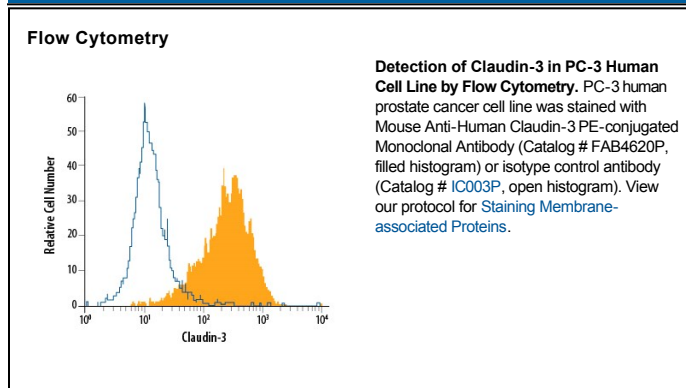 Flow Cytometry
Detection of Claudin-3 in PC-3 Human
Cell Line by Flow Cytometry. PC-3 human
prostate cancer cell line was stained with
Mouse Anti-Human Claudin-3 PE-conjugated
Monoclonal Antibody (Catalog # FAB4620P,
filled histogram) or isotype control antibody
(Catalog # IC003P, open histogram). View
our protocol for Staining Membrane-
associated Proteins.
Relative Cell Number
60
50
40
30
20
10
0
10⁰ 10¹ 10² 10³ 10⁴
Claudin-3